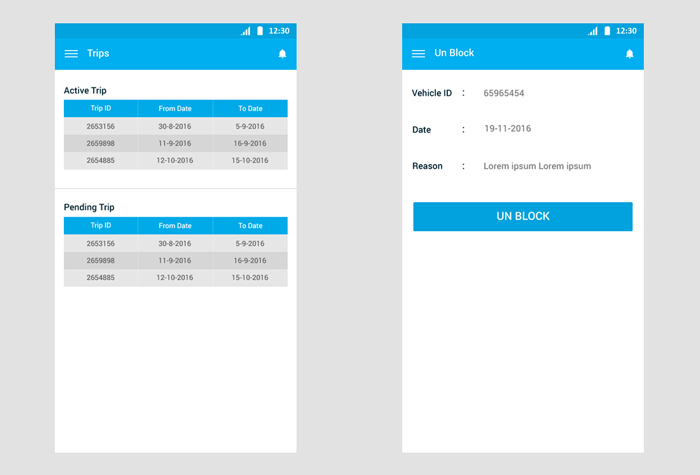 12:30
Trips
Active Trip
Trip ID From Date To Date
2653156 30-8-2016 5-9-2016
2659898 11-9-2016 16-9-2016
2654885 12-10-2016 15-10-2016
Pending Trip
Trip ID From Date To Date
2653156 30-8-2016 5-9-2016
2659898 11-9-2016 16-9-2016
2654885 12-10-2016 15-10-2016
12:30
Un Block
Vehicle ID : 65965454
Date : 19-11-2016
Reason : Lorem ipsum Lorem ipsum
UN BLOCK